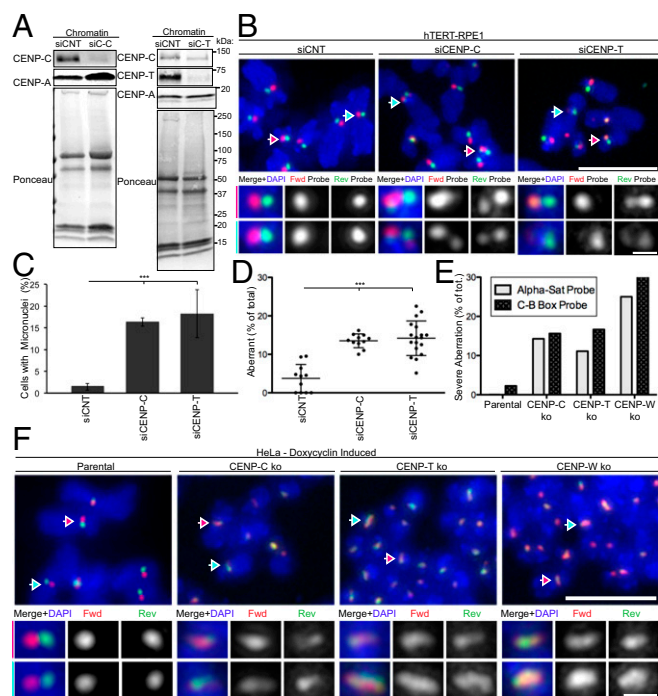 A
Chromatin
siCNT siC-C
CENP-C
CENP-A
Ponceau
Chromatin
siCNT siC-T
kDa:
CENP-C
150
CENP-T
75
CENP-A
20
250
150
100
75
Ponceau
50
37
25
20
15
B
hTERT-RPE1
siCNT siCENP-C siCENP-T
Merge+DAPI Fwd Probe Rev Probe Merge+DAPI Fwd Probe Rev Probe Merge+DAPI Fwd Probe Rev Probe
C
Cells with Micronuclei (%)
30
20
10
0
***
siCNT
siCENP-C
siCENP-T
D
Aberrant (% of total)
30
20
10
0
***
siCNT
siCENP-C
siCENP-T
E
Severe Aberration (% of tot.)
30
20
10
0
Alpha-Sat Probe
C-B Box Probe
Parental CENP-C ko CENP-T ko CENP-W ko
F
HeLa - Doxycyclin Induced
Parental CENP-C ko CENP-T ko CENP-W ko
Merge+DAPI Fwd Rev Merge+DAPI Fwd Rev Merge+DAPI Fwd Rev Merge+DAPI Fwd Rev